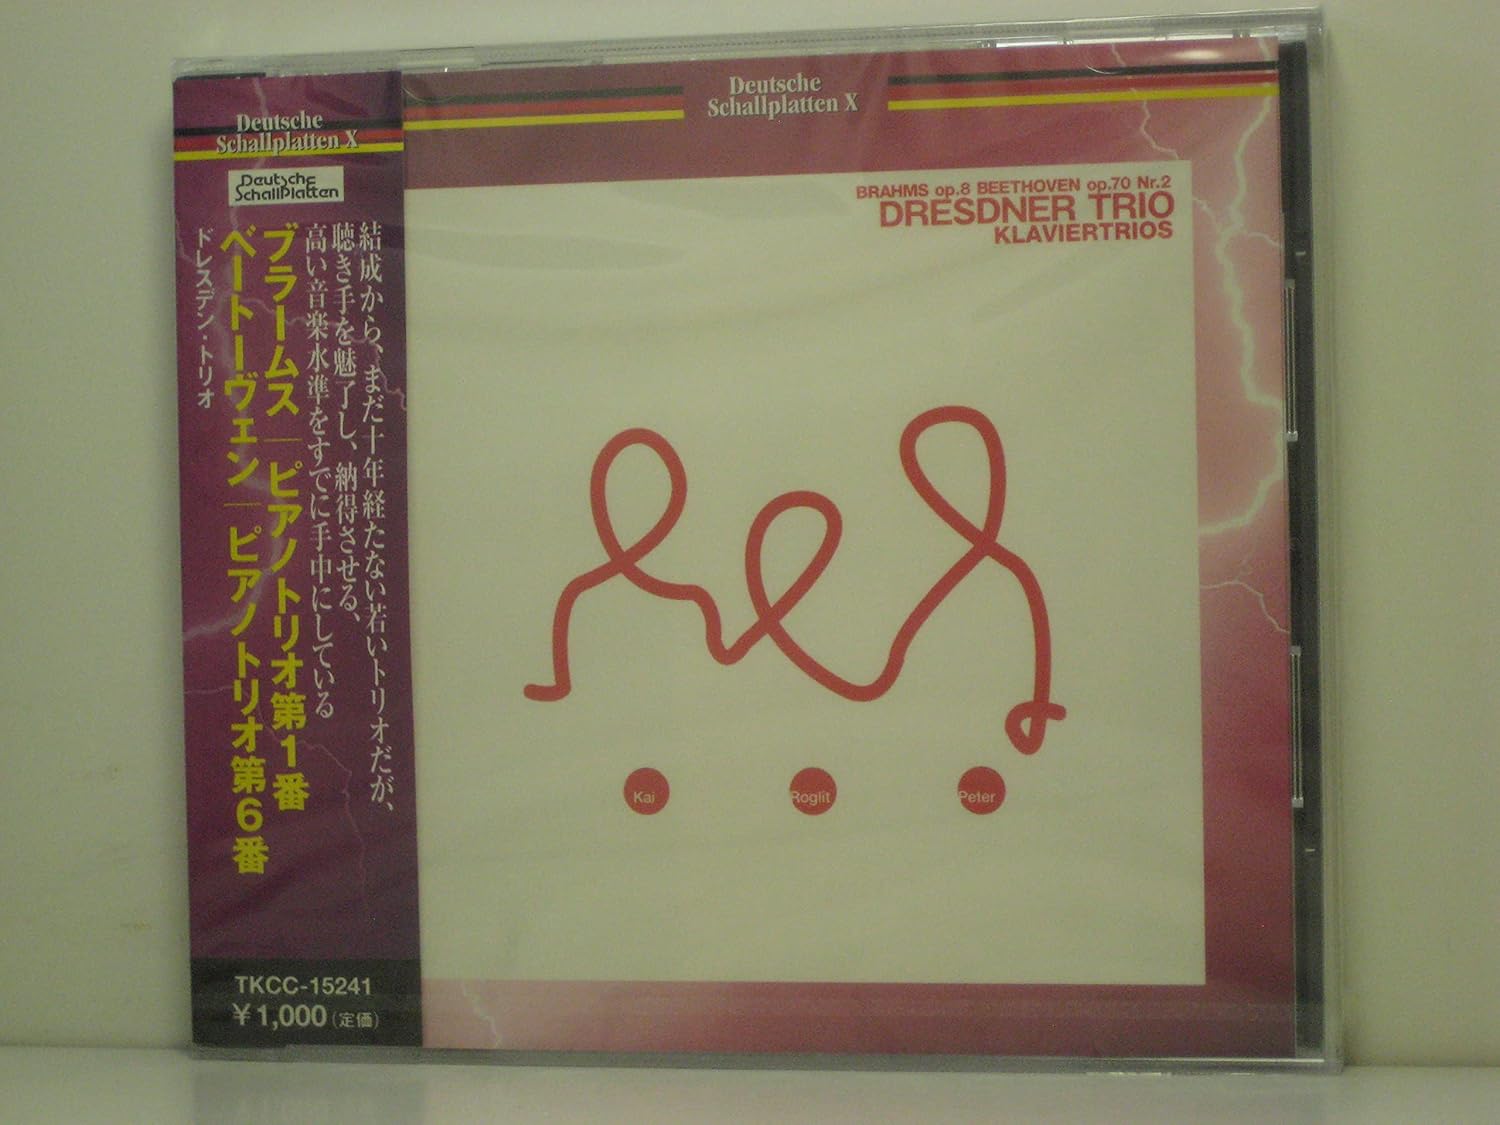 Deutsche
Schallplatten X
Deutsche
SchallPlatten
結成から、まだ十年経たない若いトリオだが、
聴き手を魅了し、納得させる、
高い音楽水準をすでに手中にしている
ブラームス｜ピアノトリオ第1番
ベートーヴェン｜ピアノトリオ第6番
ドレスデン・トリオ
TKCC-15241
¥1,000(定価)
Deutsche
Schallplatten X
BRAHMS op.8 BEETHOVEN op.70 Nr.2
DRESDNER TRIO
KLAVIERTRIOS
Kai
Roglit
Peter